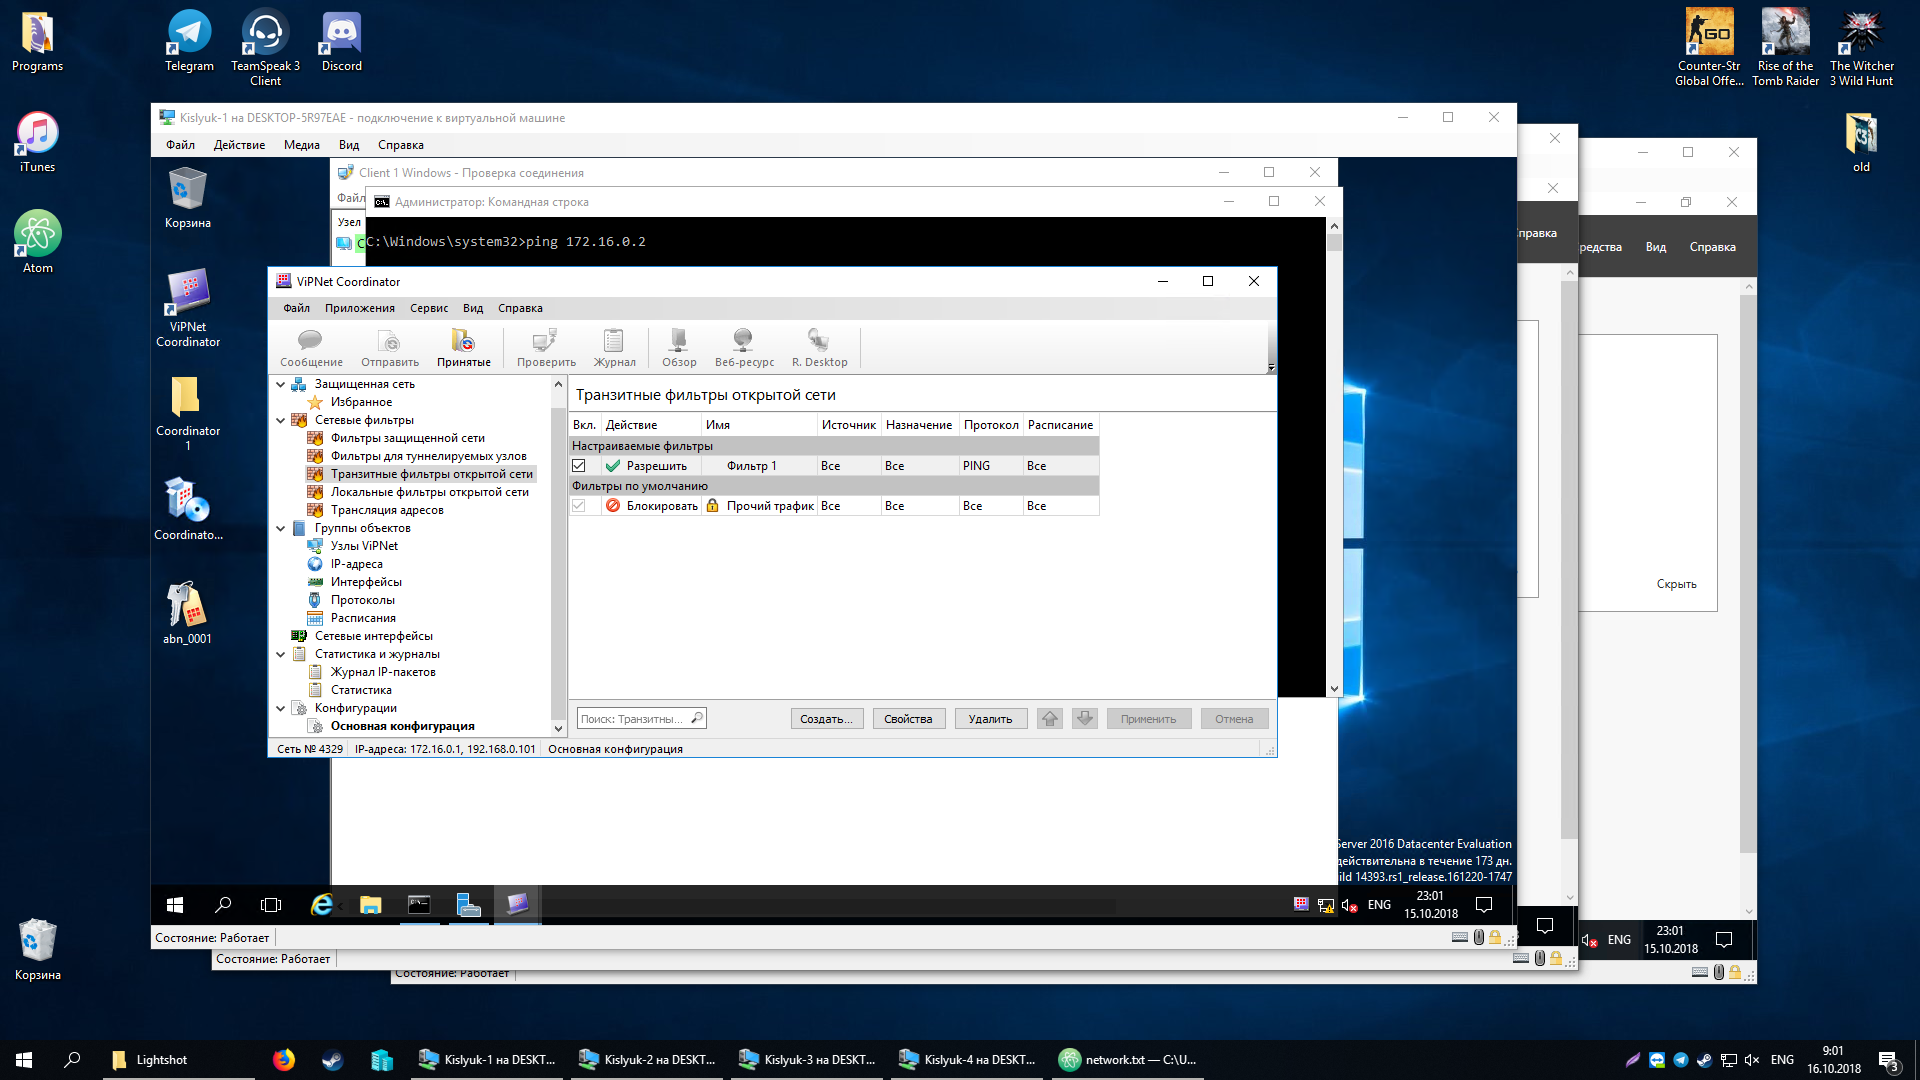 Programs
Telegram
TeamSpeak 3
Client
Discord
Counter-Str
Global Offe...
Rise of the
Tomb Raider
The Witcher
3 Wild Hunt
iTunes
Atom
old
Корзина
Kislyuk-1 на DESKTOP-5R97EAE - подключение к виртуальной машине
Файл Действие Медиа Вид Справка
Корзина
ViPNet
Coordinator
Coordinator
1
Coordinato...
abn_0001
Client 1 Windows - Проверка соединения
Файл
Узел
Администратор: Командная строка
C:\Windows\system32>ping 172.16.0.2
ViPNet Coordinator
Файл Приложения Сервис Вид Справка
Сообщение Отправить Принятые Проверить Журнал Обзор Веб-ресурс R. Desktop
Защищенная сеть
Избранное
Сетевые фильтры
Фильтры защищенной сети
Фильтры для туннелируемых узлов
Транзитные фильтры открытой сети
Локальные фильтры открытой сети
Трансляция адресов
Группы объектов
Узлы ViPNet
IP-адреса
Интерфейсы
Протоколы
Расписания
Сетевые интерфейсы
Статистика и журналы
Журнал IP-пакетов
Статистика
Конфигурации
Основная конфигурация
Транзитные фильтры открытой сети
Вкл. Действие Имя Источник Назначение Протокол Расписание
Настраиваемые фильтры
Разрешить Фильтр 1 Все Все PING Все
Фильтры по умолчанию
Блокировать Прочий трафик Все Все Все Все
Поиск: Транзитны... Создать... Свойства Удалить Применить Отмена
Сеть № 4329 IP-адреса: 172.16.0.1, 192.168.0.101 Основная конфигурация
Server 2016 Datacenter Evaluation
действительна в течение 173 дн.
ild 14393.rs1_release.161220-1747
ENG 23:01
15.10.2018
Состояние: Работает
правка
Состояние: Работает
редства Вид Справка
Скрыть
ENG 23:01
15.10.2018
Состояние: Работает
Lightshot
Kislyuk-1 на DESKT...
Kislyuk-2 на DESKT...
Kislyuk-3 на DESKT...
Kislyuk-4 на DESKT...
network.txt — C:\U...
ENG 9:01
16.10.2018
3